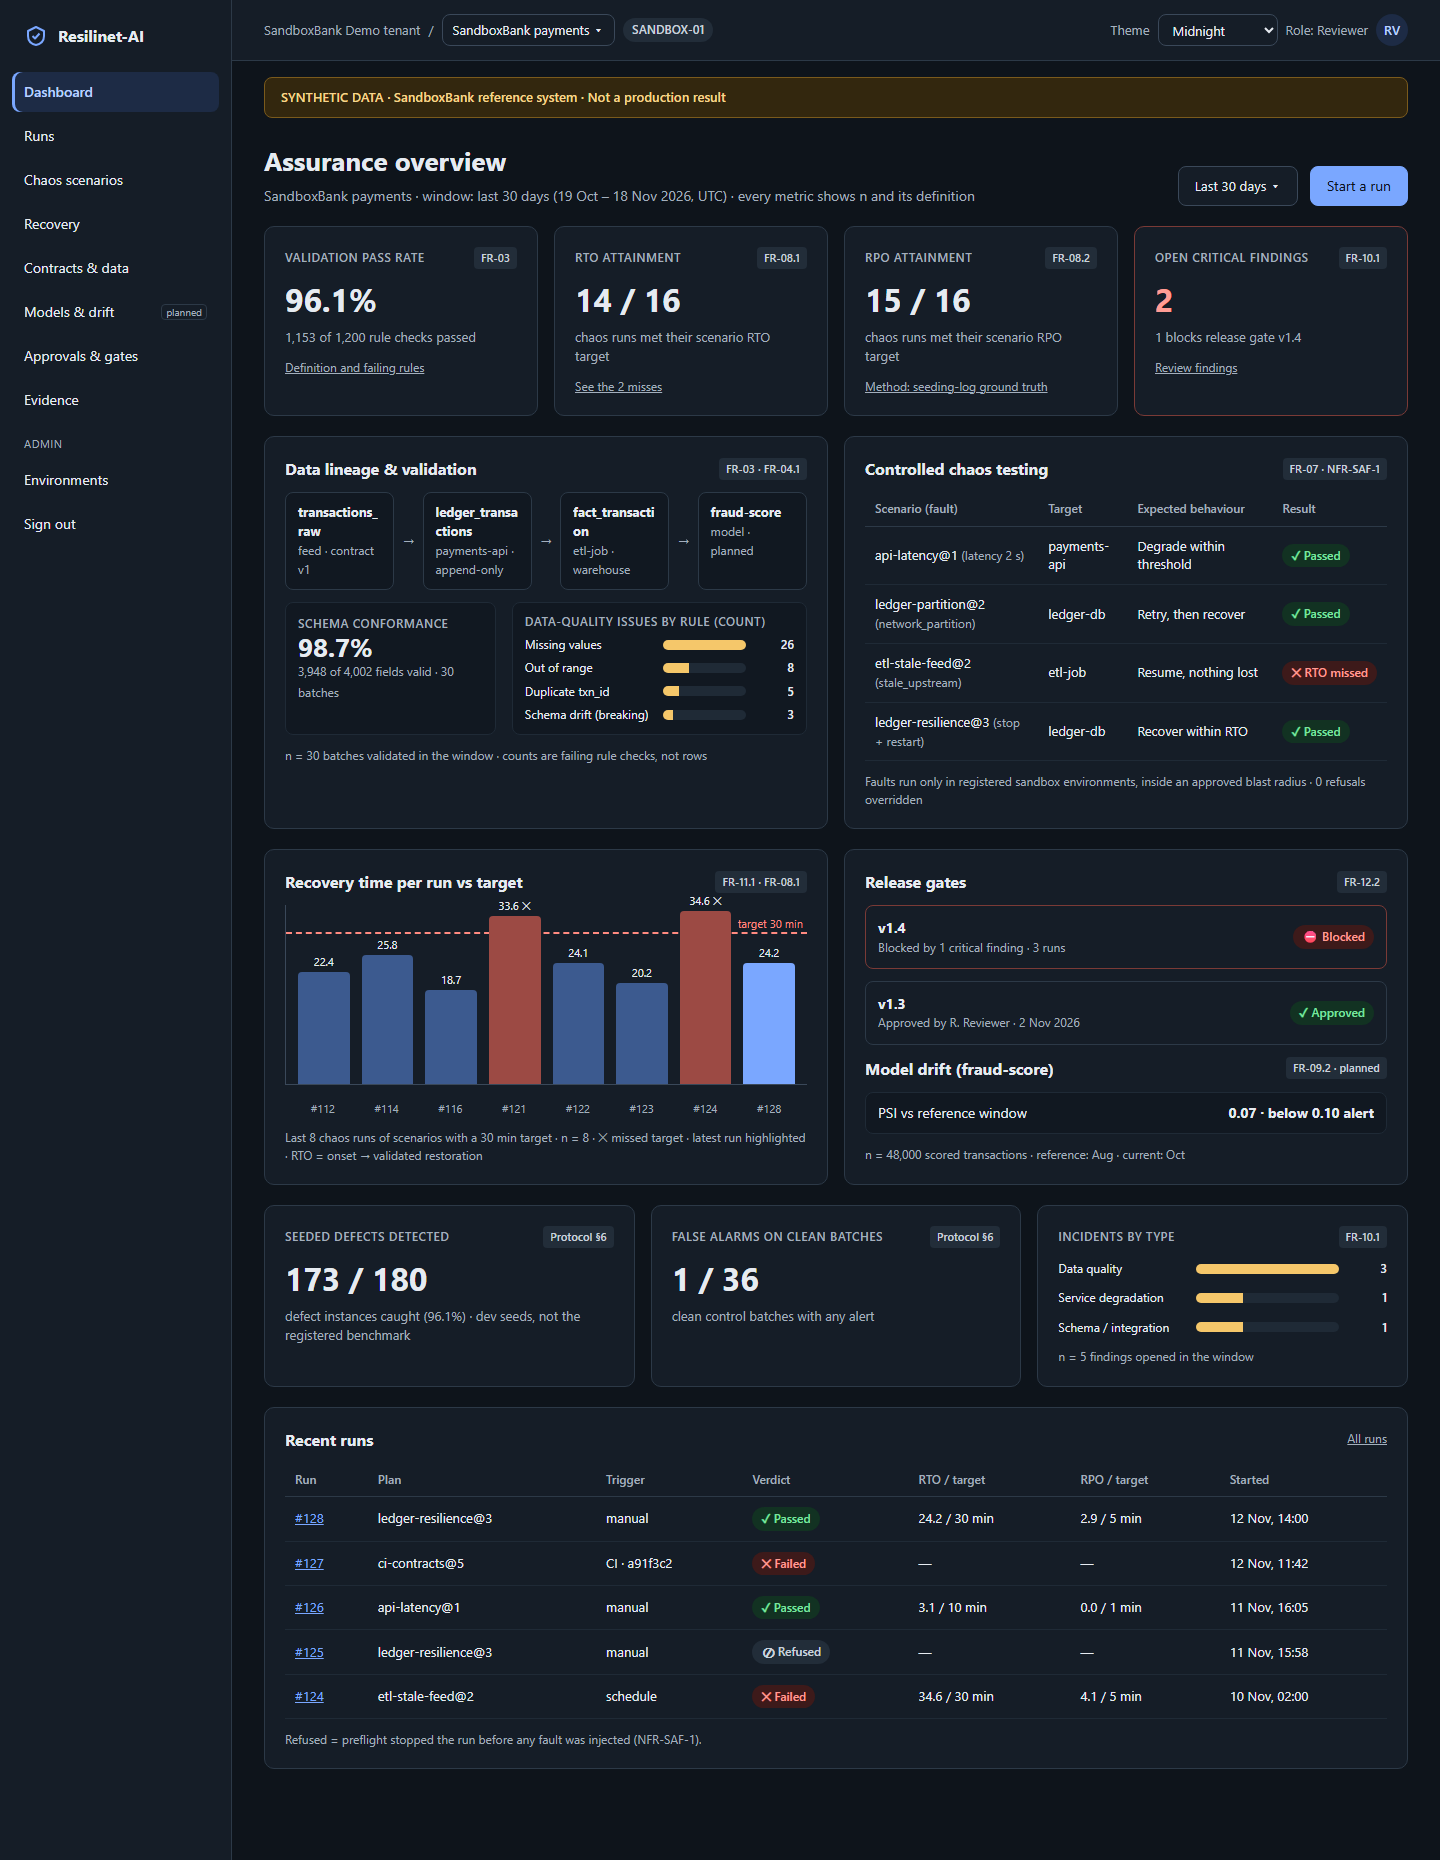 Resilinet-AI
Dashboard
Runs
Chaos scenarios
Recovery
Contracts & data
Models & drift planned
Approvals & gates
Evidence
ADMIN
Environments
Sign out
SandboxBank Demo tenant / SandboxBank payments SANDBOX-01
Theme Midnight Role: Reviewer RV
SYNTHETIC DATA · SandboxBank reference system · Not a production result
Assurance overview
SandboxBank payments · window: last 30 days (19 Oct – 18 Nov 2026, UTC) · every metric shows n and its definition
Last 30 days
Start a run
VALIDATION PASS RATE FR-03
96.1%
1,153 of 1,200 rule checks passed
Definition and failing rules
RTO ATTAINMENT FR-08.1
14 / 16
chaos runs met their scenario RTO
target
See the 2 misses
RPO ATTAINMENT FR-08.2
15 / 16
chaos runs met their scenario RPO
target
Method: seeding-log ground truth
OPEN CRITICAL FINDINGS FR-10.1
2
1 blocks release gate v1.4
Review findings
Data lineage & validation FR-03 · FR-04.1
transactions_
raw
feed · contract
v1
→
ledger_transa
ctions
payments-api ·
append-only
→
fact_transacti
on
etl-job ·
warehouse
→
fraud-score
model ·
planned
SCHEMA CONFORMANCE
98.7%
3,948 of 4,002 fields valid · 30
batches
DATA-QUALITY ISSUES BY RULE (COUNT)
Missing values 26
Out of range 8
Duplicate txn_id 5
Schema drift (breaking) 3
n = 30 batches validated in the window · counts are failing rule checks, not rows
Controlled chaos testing FR-07 · NFR-SAF-1
Scenario (fault) Target Expected behaviour Result
api-latency@1 (latency 2 s) payments-
api Degrade within
threshold ✓ Passed
ledger-partition@2
(network_partition) ledger-db Retry, then recover ✓ Passed
etl-stale-feed@2
(stale_upstream) etl-job Resume, nothing lost ✕ RTO missed
ledger-resilience@3 (stop
+ restart) ledger-db Recover within RTO ✓ Passed
Faults run only in registered sandbox environments, inside an approved blast radius · 0 refusals
overridden
Recovery time per run vs target FR-11.1 · FR-08.1
33.6 ✕ 34.6 ✕
target 30 min
22.4 25.8 18.7 24.1 20.2 24.2
#112 #114 #116 #121 #122 #123 #124 #128
Last 8 chaos runs of scenarios with a 30 min target · n = 8 · ✕ missed target · latest run highlighted
· RTO = onset → validated restoration
Release gates FR-12.2
v1.4
Blocked by 1 critical finding · 3 runs
⛔ Blocked
v1.3
Approved by R. Reviewer · 2 Nov 2026
✓ Approved
Model drift (fraud-score) FR-09.2 · planned
PSI vs reference window 0.07 · below 0.10 alert
n = 48,000 scored transactions · reference: Aug · current: Oct
SEEDED DEFECTS DETECTED Protocol §6
173 / 180
defect instances caught (96.1%) · dev seeds, not the
registered benchmark
FALSE ALARMS ON CLEAN BATCHES Protocol §6
1 / 36
clean control batches with any alert
INCIDENTS BY TYPE FR-10.1
Data quality 3
Service degradation 1
Schema / integration 1
n = 5 findings opened in the window
Recent runs All runs
Run Plan Trigger Verdict RTO / target RPO / target Started
#128 ledger-resilience@3 manual ✓ Passed 24.2 / 30 min 2.9 / 5 min 12 Nov, 14:00
#127 ci-contracts@5 CI · a91f3c2 ✕ Failed — — 12 Nov, 11:42
#126 api-latency@1 manual ✓ Passed 3.1 / 10 min 0.0 / 1 min 11 Nov, 16:05
#125 ledger-resilience@3 manual ⊘ Refused — — 11 Nov, 15:58
#124 etl-stale-feed@2 schedule ✕ Failed 34.6 / 30 min 4.1 / 5 min 10 Nov, 02:00
Refused = preflight stopped the run before any fault was injected (NFR-SAF-1).